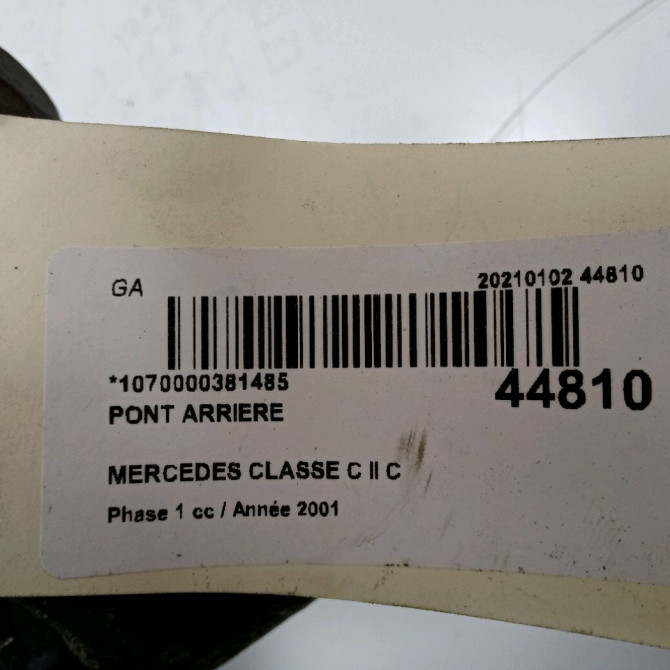 GA
20210102 44810
*1070000381485
44810
PONT ARRIERE
MERCEDES CLASSE C II C
Phase 1 cc / Année 2001